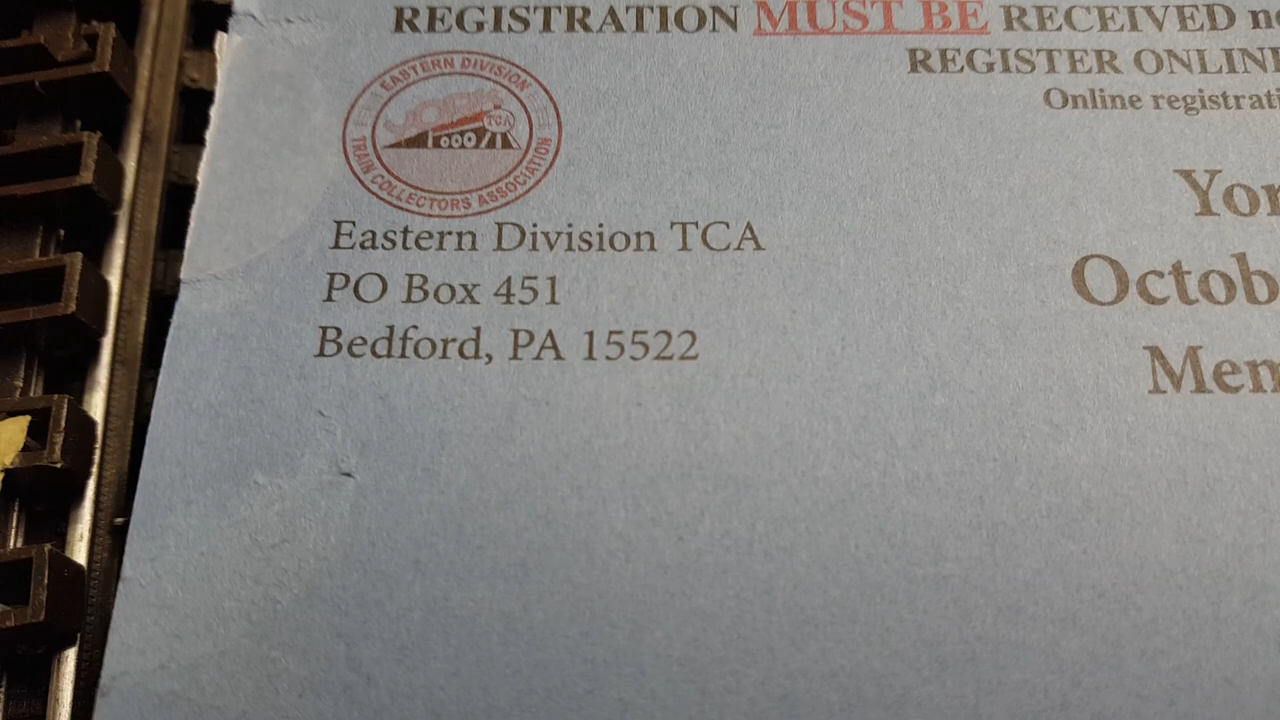 REGISTRATION MUST BE RECEIVED
REGISTER ONLINE
Online
EASTERN DIVISION
TCA
TRAIN COLLECTORS ASSOCIATION
Eastern Division TCA
PO Box 451
Bedford, PA 15522